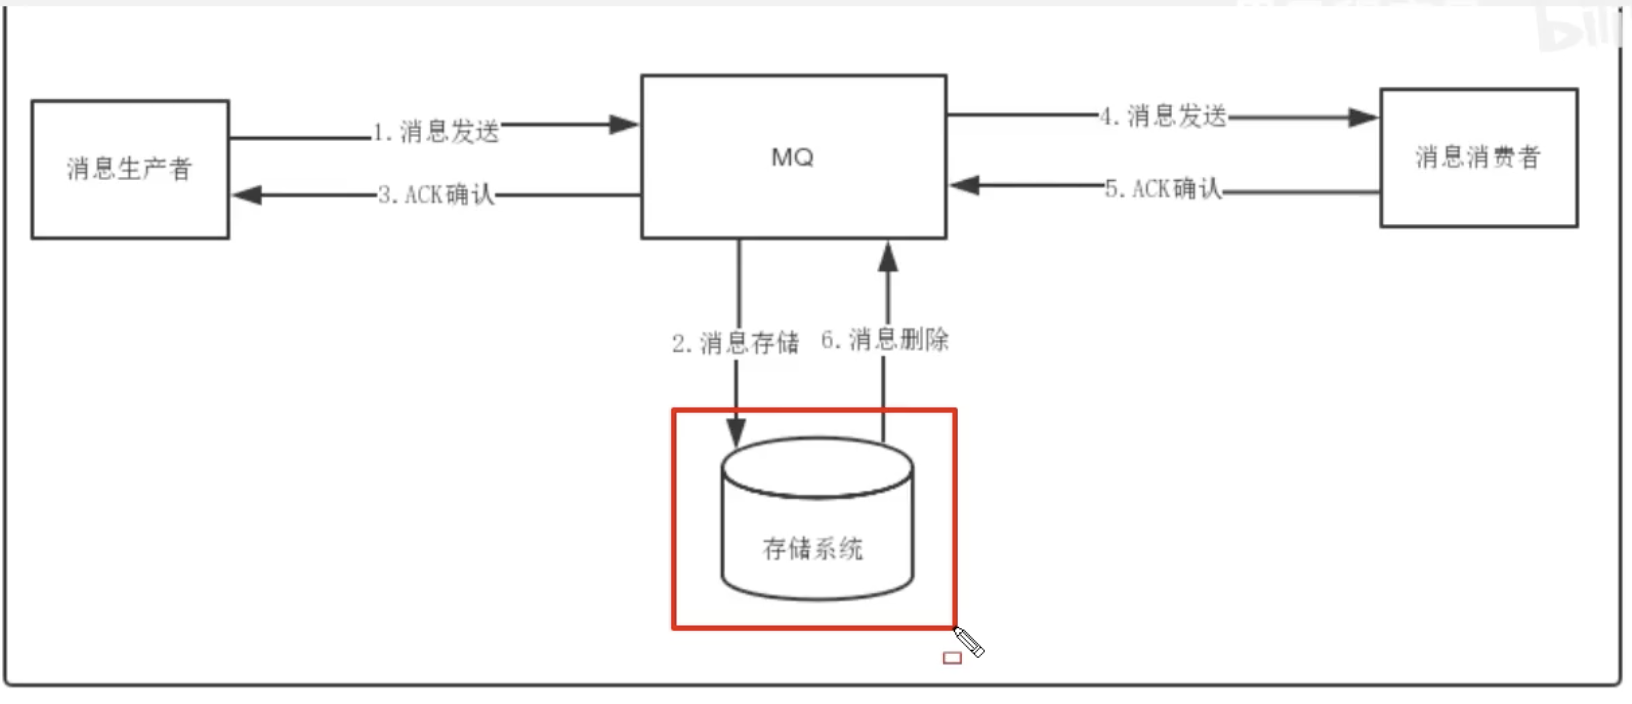 消息生产者
1.消息发送
3.ACK确认
MQ
4.消息发送
5.ACK确认
消息消费者
2.消息存储
6.消息删除
存储系统